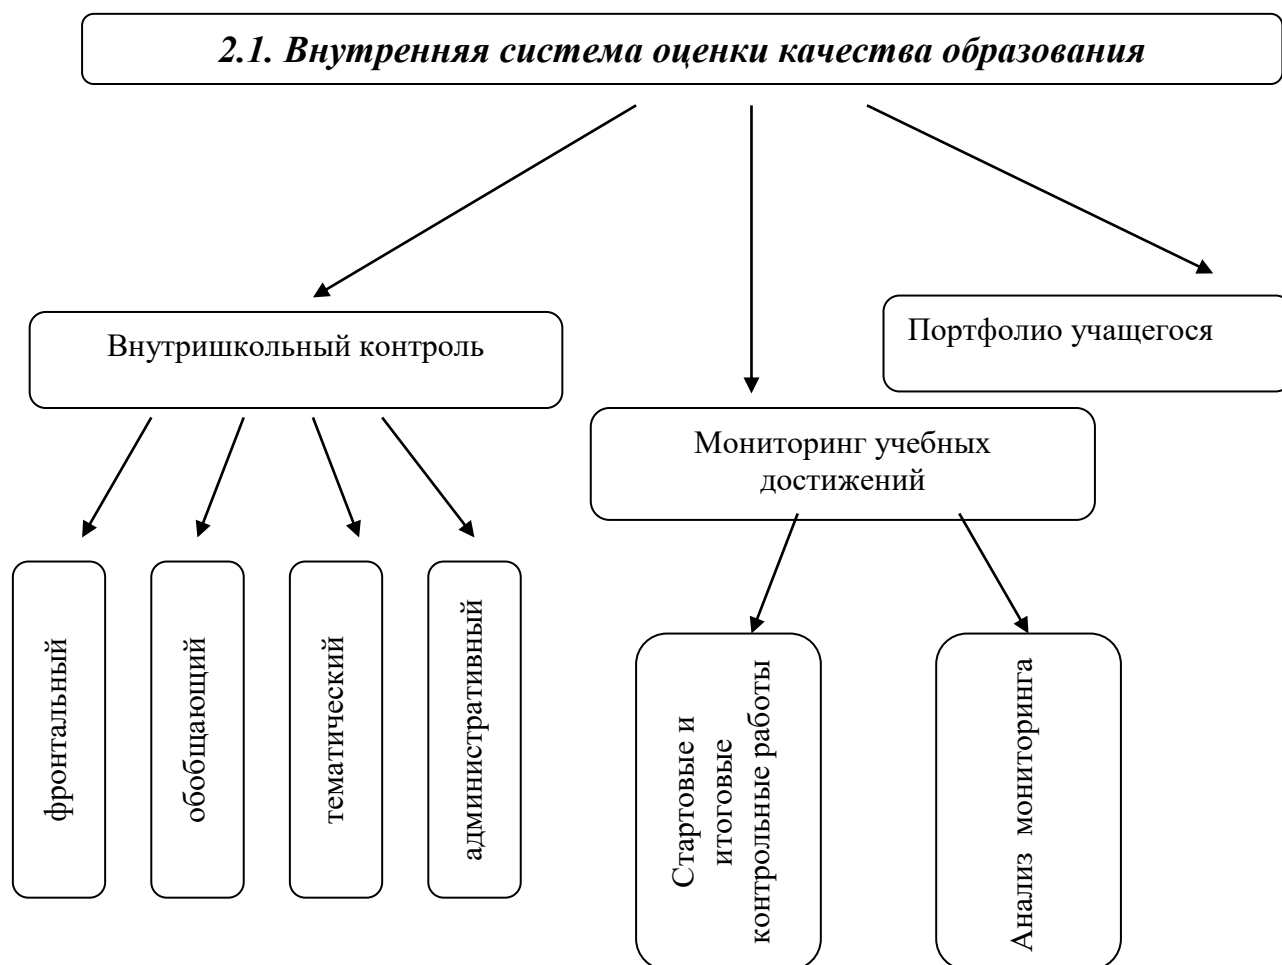 2.1. Внутренняя система оценки качества образования
Внутришкольный контроль
Портфолио учащегося
Мониторинг учебных
достижений
фронтальный
обобщающий
тематический
административный
Стартовые и
итоговые
контрольные работы
Анализ мониторинга